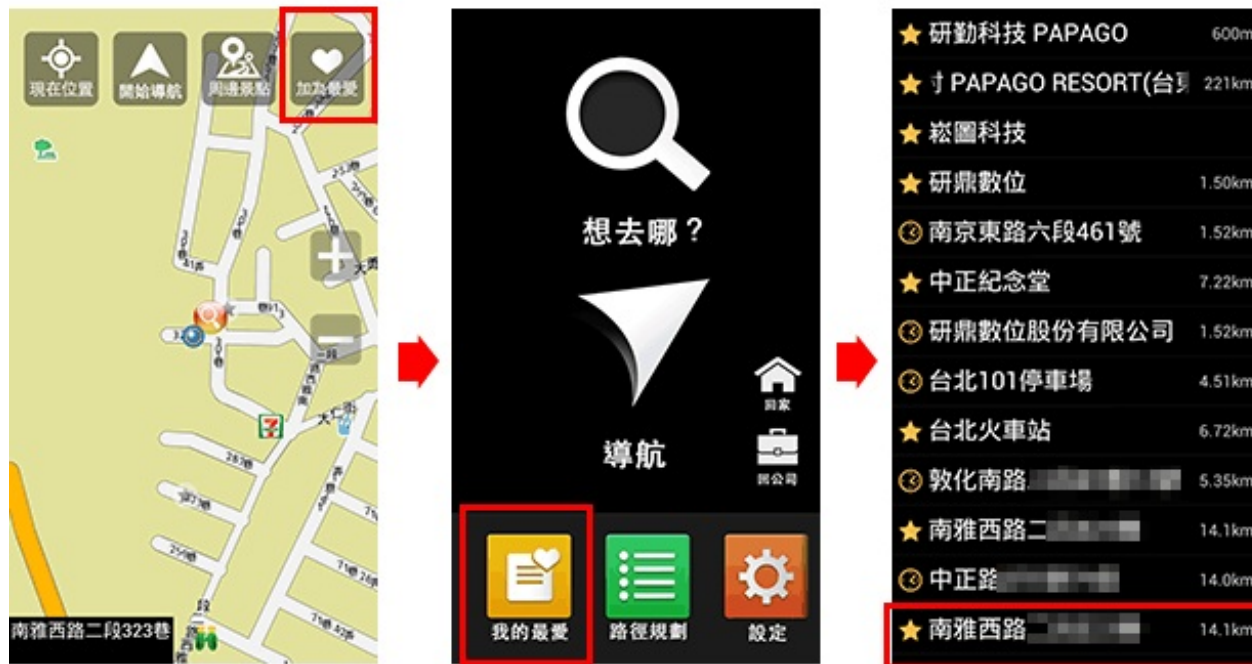 現在位置
開始導航
周邊景點
加為最愛
大仁街
南雅西路二段323巷
想去哪？
導航
回家
回公司
我的最愛
路徑規劃
設定
研勤科技 PAPAGO 600m
PAPAGO RESORT(台東 221km
崧圖科技
研鼎數位 1.50km
南京東路六段461號 1.52km
中正紀念堂 7.22km
研鼎數位股份有限公司 1.52km
台北101停車場 4.51km
台北火車站 6.72km
敦化南路 5.35km
南雅西路二 14.1km
中正路 14.0km
南雅西路 14.1km